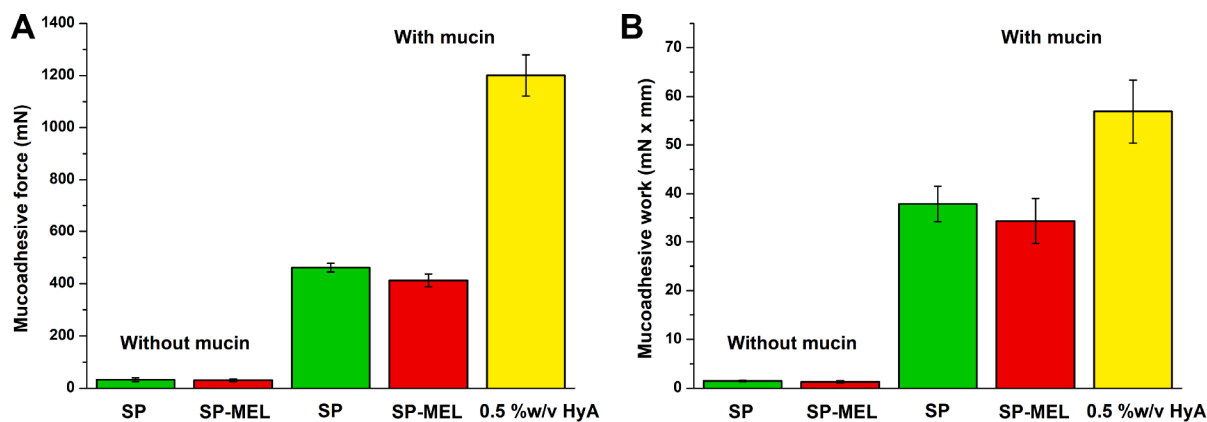 A
Mucoadhesive force (mN)
1400
1200
1000
800
600
400
200
0
With mucin
Without mucin
SP
SP-MEL
SP
SP-MEL
0.5 %w/v HyA
B
Mucoadhesive work (mN x mm)
70
60
50
40
30
20
10
0
With mucin
Without mucin
SP
SP-MEL
SP
SP-MEL
0.5 %w/v HyA